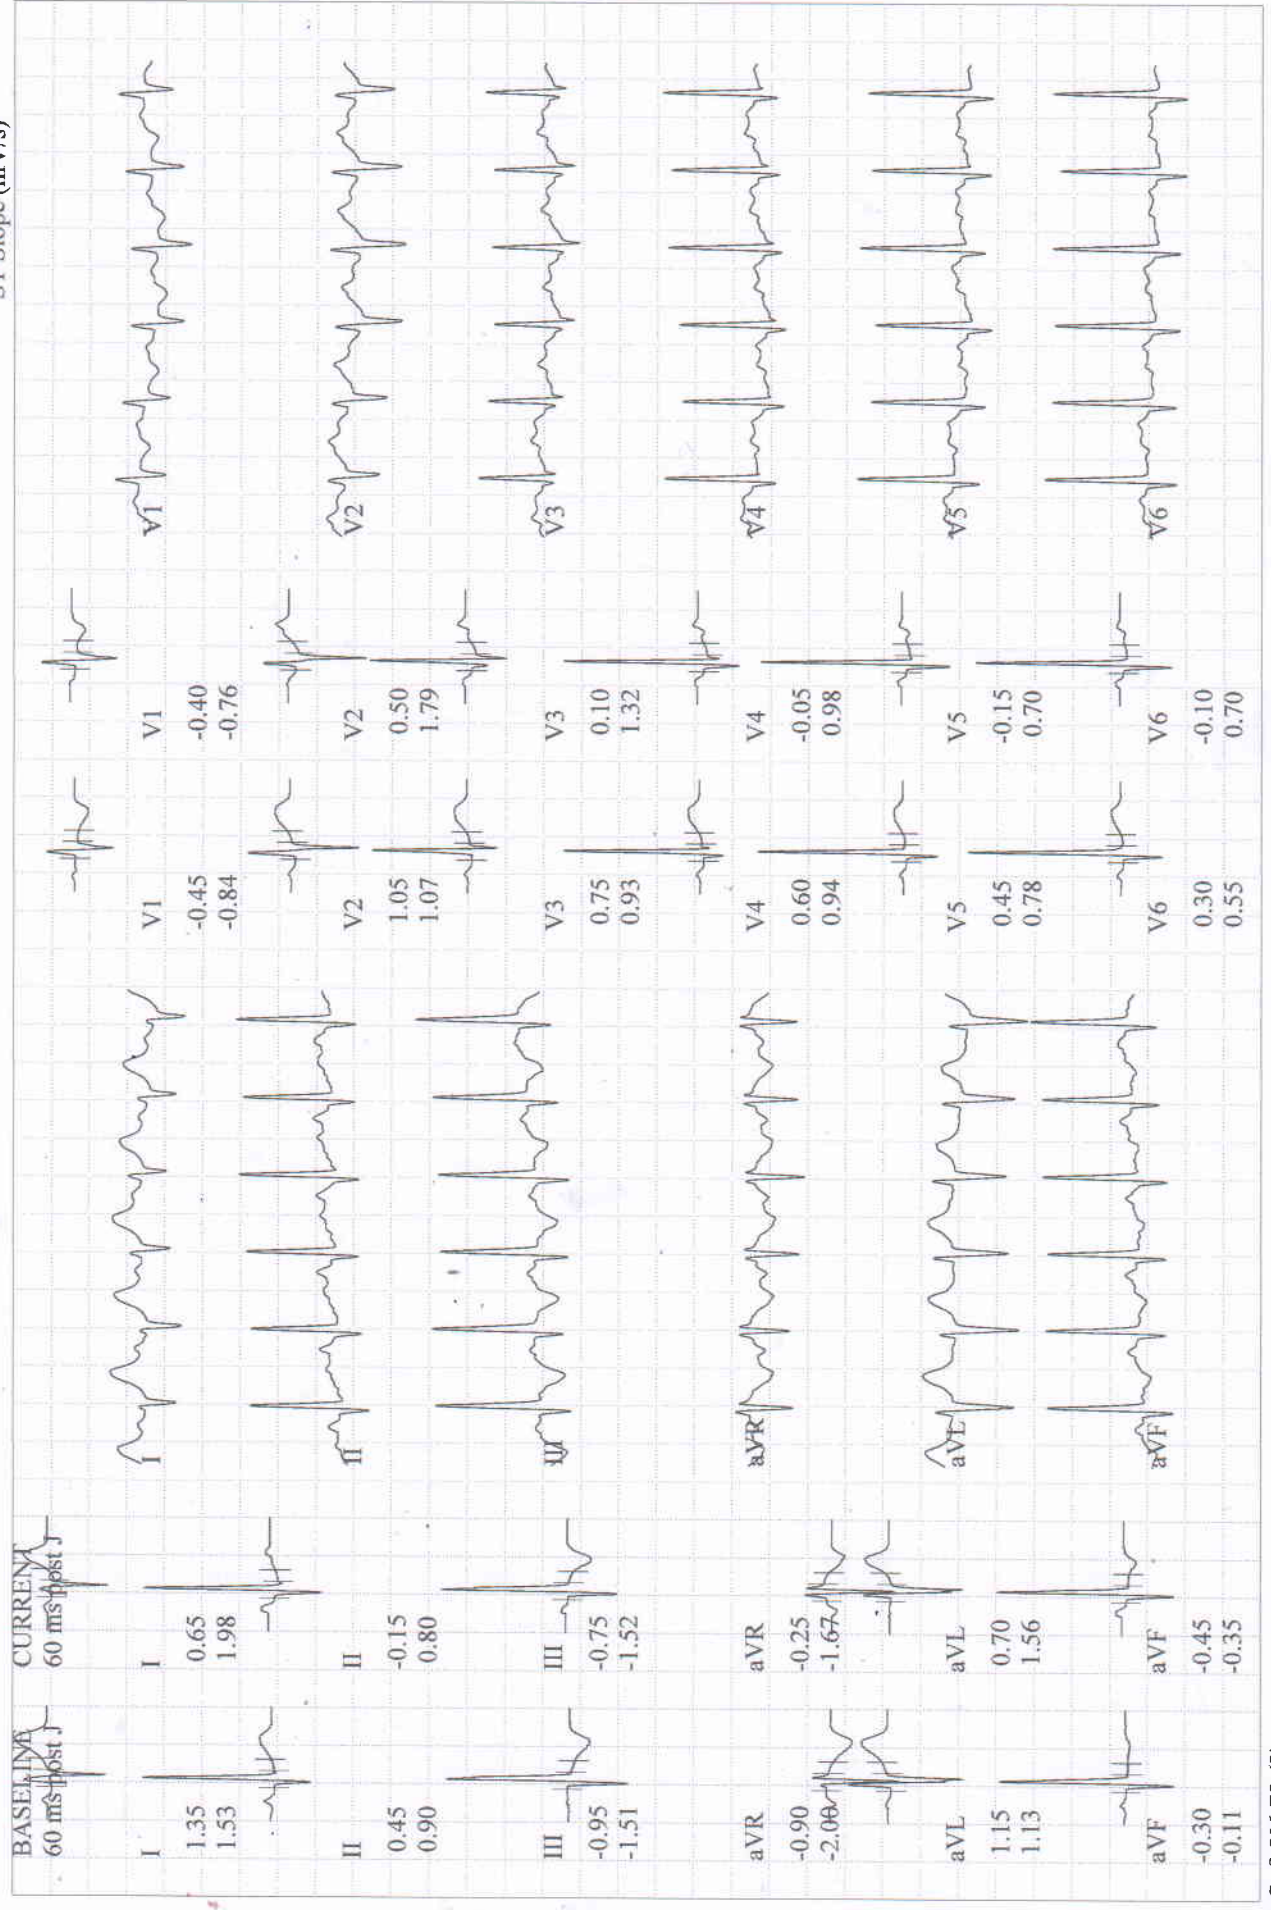 ST Slope (mV/s)
BASELINE
60 ms post J
CURRENT
60 ms post J
I
1.35
1.53
I
0.65
1.98
I
V1
-0.45
-0.84
V1
-0.40
-0.76
V1
II
0.45
0.90
II
-0.15
0.80
II
V2
1.05
1.07
V2
0.50
1.79
V2
III
-0.95
-1.51
III
-0.75
-1.52
III
V3
0.75
0.93
V3
0.10
1.32
V3
aVR
-0.90
-2.00
aVR
-0.25
-1.67
aVR
V4
0.60
0.94
V4
-0.05
0.98
V4
aVL
1.15
1.13
aVL
0.70
1.56
aVL
V5
0.45
0.78
V5
-0.15
0.70
V5
aVF
-0.30
-0.11
aVF
-0.45
-0.35
aVF
V6
0.30
0.55
V6
-0.10
0.70
V6